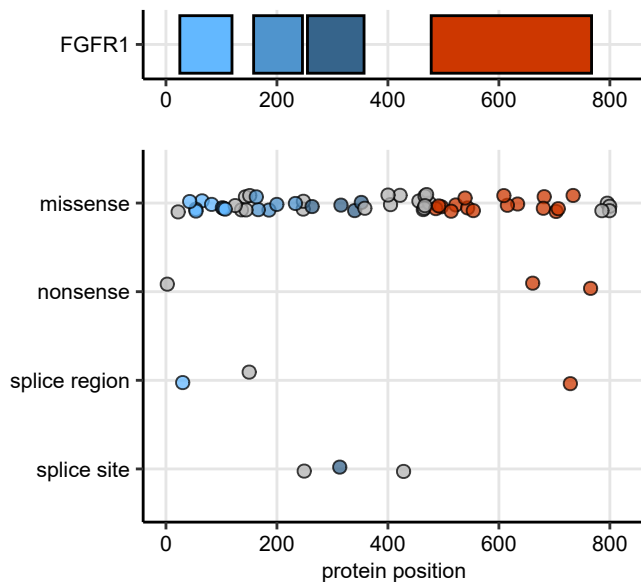 FGFR1
0 200 400 600 800
missense
nonsense
splice region
splice site
0 200 400 600 800
protein position